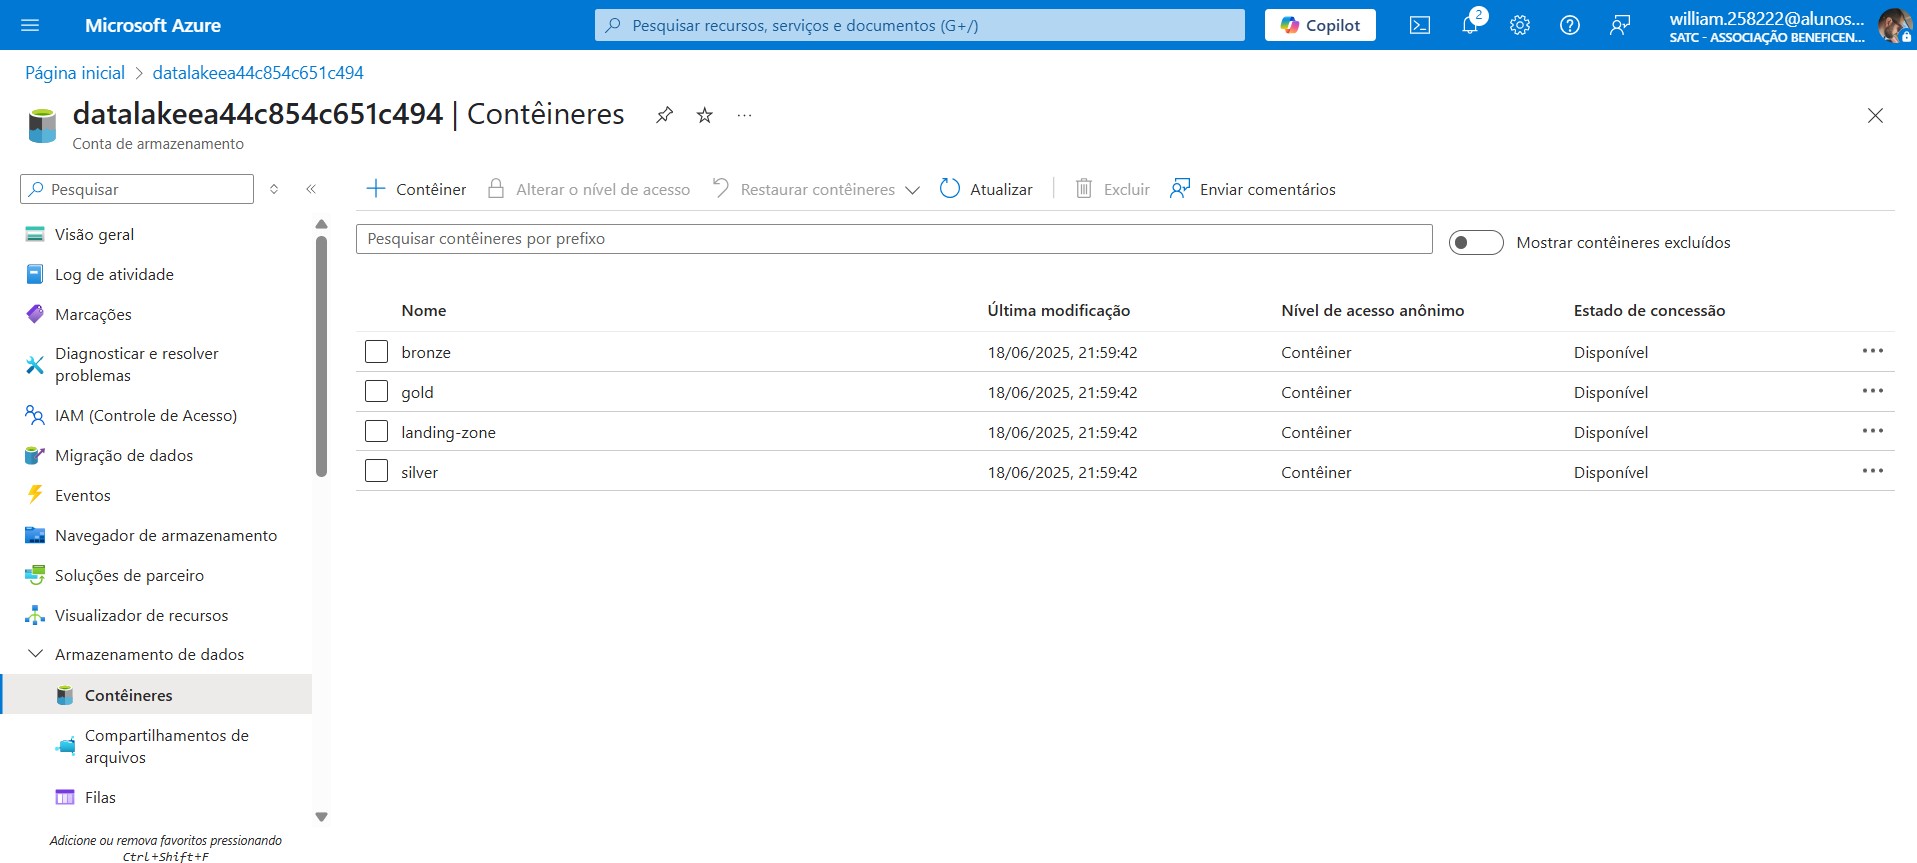 Microsoft Azure
Pesquisar recursos, serviços e documentos (G+/)
Copilot
2
william.258222@alunos...
SATC - ASSOCIAÇÃO BENEFICEN...
Página inicial > datalakeea44c854c651c494
datalakeea44c854c651c494 | Contêineres
Conta de armazenamento
Pesquisar
Contêiner
Alterar o nível de acesso
Restaurar contêineres
Atualizar
Excluir
Enviar comentários
Visão geral
Log de atividade
Marcações
Diagnosticar e resolver
problemas
IAM (Controle de Acesso)
Migração de dados
Eventos
Navegador de armazenamento
Soluções de parceiro
Visualizador de recursos
Armazenamento de dados
Contêineres
Compartilhamentos de
arquivos
Filas
Adicione ou remova favoritos pressionando
Ctrl+Shift+F
Pesquisar contêineres por prefixo
Mostrar contêineres excluídos
Nome Última modificação Nível de acesso anônimo Estado de concessão
bronze 18/06/2025, 21:59:42 Contêiner Disponível
gold 18/06/2025, 21:59:42 Contêiner Disponível
landing-zone 18/06/2025, 21:59:42 Contêiner Disponível
silver 18/06/2025, 21:59:42 Contêiner Disponível